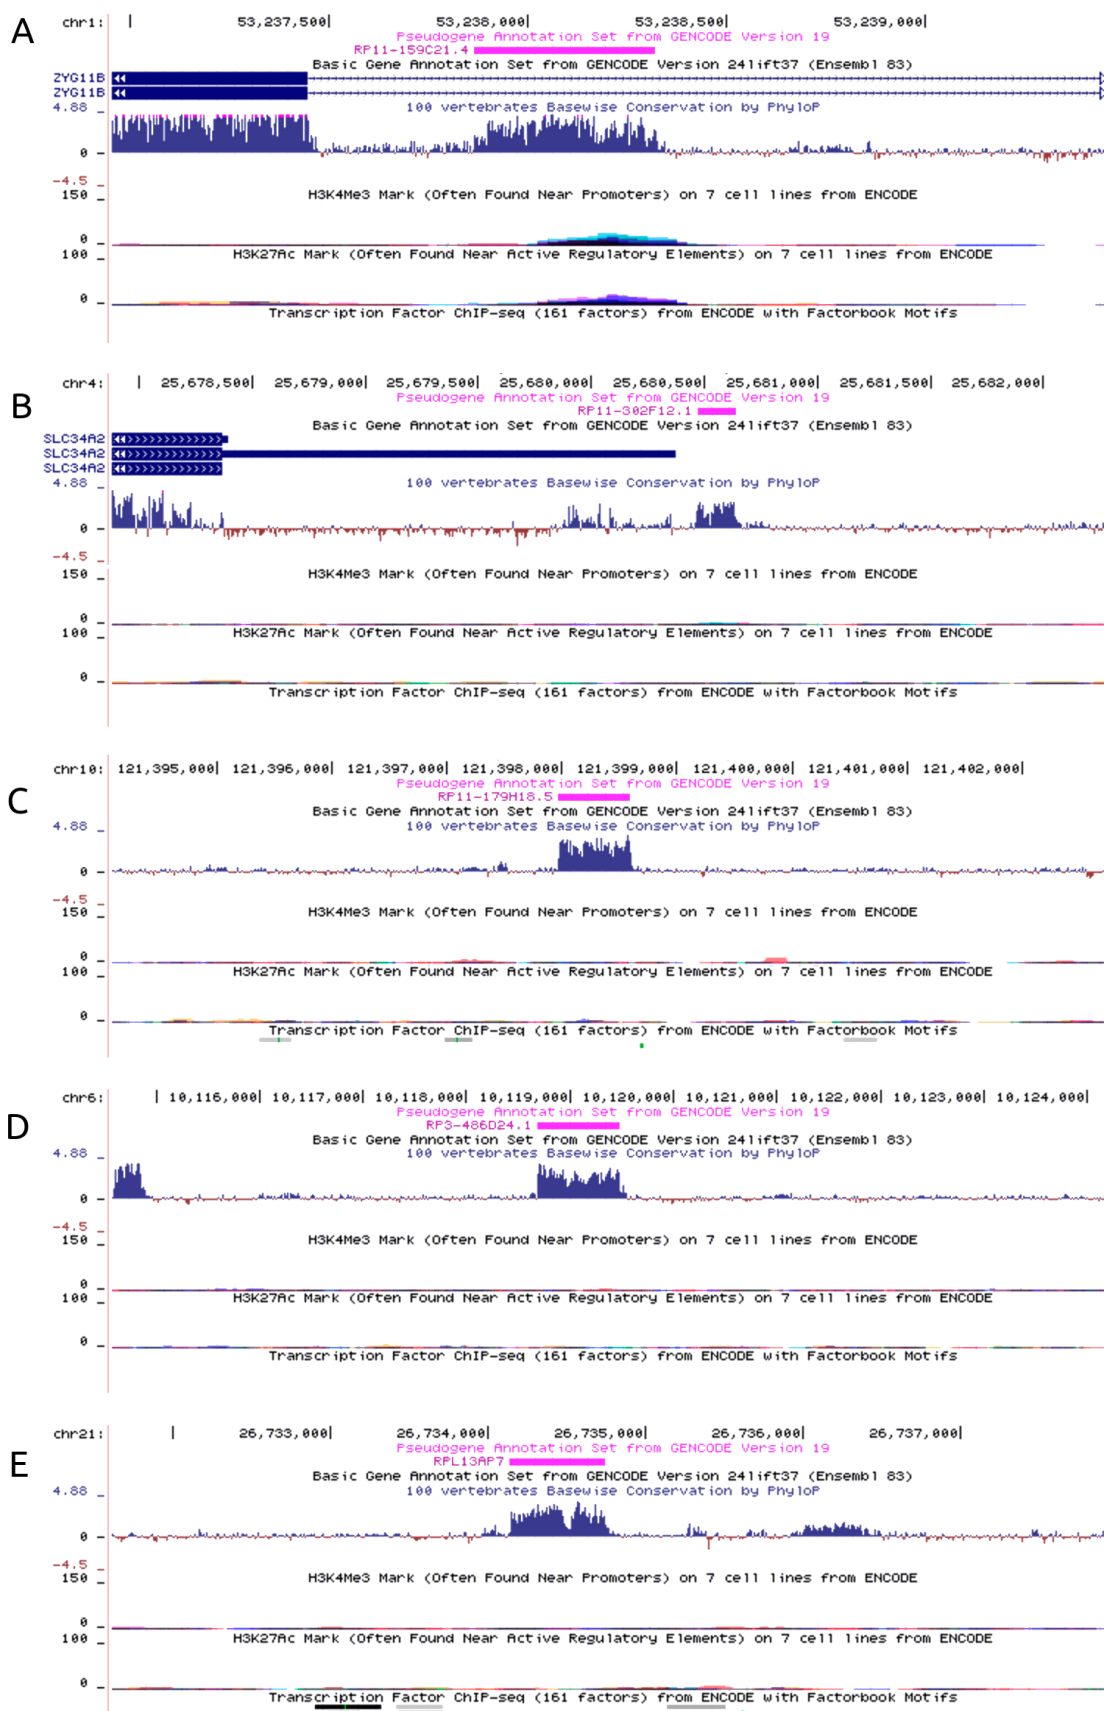 A
chr1: | 53,237,500| 53,238,000| 53,238,500| 53,239,000|
Pseudogene Annotation Set from GENCODE Version 19
RP11-159C21.4
Basic Gene Annotation Set from GENCODE Version 24lift37 (Ensembl 83)
ZYG11B
ZYG11B
4.88 _ 100 vertebrates Basewise Conservation by PhyloP
0 _
-4.5 _
150 _ H3K4Me3 Mark (Often Found Near Promoters) on 7 cell lines from ENCODE
0 _
100 _ H3K27Ac Mark (Often Found Near Active Regulatory Elements) on 7 cell lines from ENCODE
0 _
Transcription Factor ChIP-seq (161 factors) from ENCODE with Factorbook Motifs
B
chr4: | 25,678,500| 25,679,000| 25,679,500| 25,680,000| 25,680,500| 25,681,000| 25,681,500| 25,682,000|
Pseudogene Annotation Set from GENCODE Version 19
RP11-302F12.1
Basic Gene Annotation Set from GENCODE Version 24lift37 (Ensembl 83)
SLC34A2
SLC34A2
SLC34A2
4.88 _ 100 vertebrates Basewise Conservation by PhyloP
0 _
-4.5 _
150 _ H3K4Me3 Mark (Often Found Near Promoters) on 7 cell lines from ENCODE
0 _
100 _ H3K27Ac Mark (Often Found Near Active Regulatory Elements) on 7 cell lines from ENCODE
0 _
Transcription Factor ChIP-seq (161 factors) from ENCODE with Factorbook Motifs
C
chr10: 121,395,000| 121,396,000| 121,397,000| 121,398,000| 121,399,000| 121,400,000| 121,401,000| 121,402,000|
Pseudogene Annotation Set from GENCODE Version 19
RP11-179H18.5
Basic Gene Annotation Set from GENCODE Version 24lift37 (Ensembl 83)
4.88 _ 100 vertebrates Basewise Conservation by PhyloP
0 _
-4.5 _
150 _ H3K4Me3 Mark (Often Found Near Promoters) on 7 cell lines from ENCODE
0 _
100 _ H3K27Ac Mark (Often Found Near Active Regulatory Elements) on 7 cell lines from ENCODE
0 _
Transcription Factor ChIP-seq (161 factors) from ENCODE with Factorbook Motifs
D
chr6: | 10,116,000| 10,117,000| 10,118,000| 10,119,000| 10,120,000| 10,121,000| 10,122,000| 10,123,000| 10,124,000|
Pseudogene Annotation Set from GENCODE Version 19
RP3-486D24.1
Basic Gene Annotation Set from GENCODE Version 24lift37 (Ensembl 83)
4.88 _ 100 vertebrates Basewise Conservation by PhyloP
0 _
-4.5 _
150 _ H3K4Me3 Mark (Often Found Near Promoters) on 7 cell lines from ENCODE
0 _
100 _ H3K27Ac Mark (Often Found Near Active Regulatory Elements) on 7 cell lines from ENCODE
0 _
Transcription Factor ChIP-seq (161 factors) from ENCODE with Factorbook Motifs
E
chr21: | 26,733,000| 26,734,000| 26,735,000| 26,736,000| 26,737,000|
Pseudogene Annotation Set from GENCODE Version 19
RPL13AP7
Basic Gene Annotation Set from GENCODE Version 24lift37 (Ensembl 83)
4.88 _ 100 vertebrates Basewise Conservation by PhyloP
0 _
-4.5 _
150 _ H3K4Me3 Mark (Often Found Near Promoters) on 7 cell lines from ENCODE
0 _
100 _ H3K27Ac Mark (Often Found Near Active Regulatory Elements) on 7 cell lines from ENCODE
0 _
Transcription Factor ChIP-seq (161 factors) from ENCODE with Factorbook Motifs